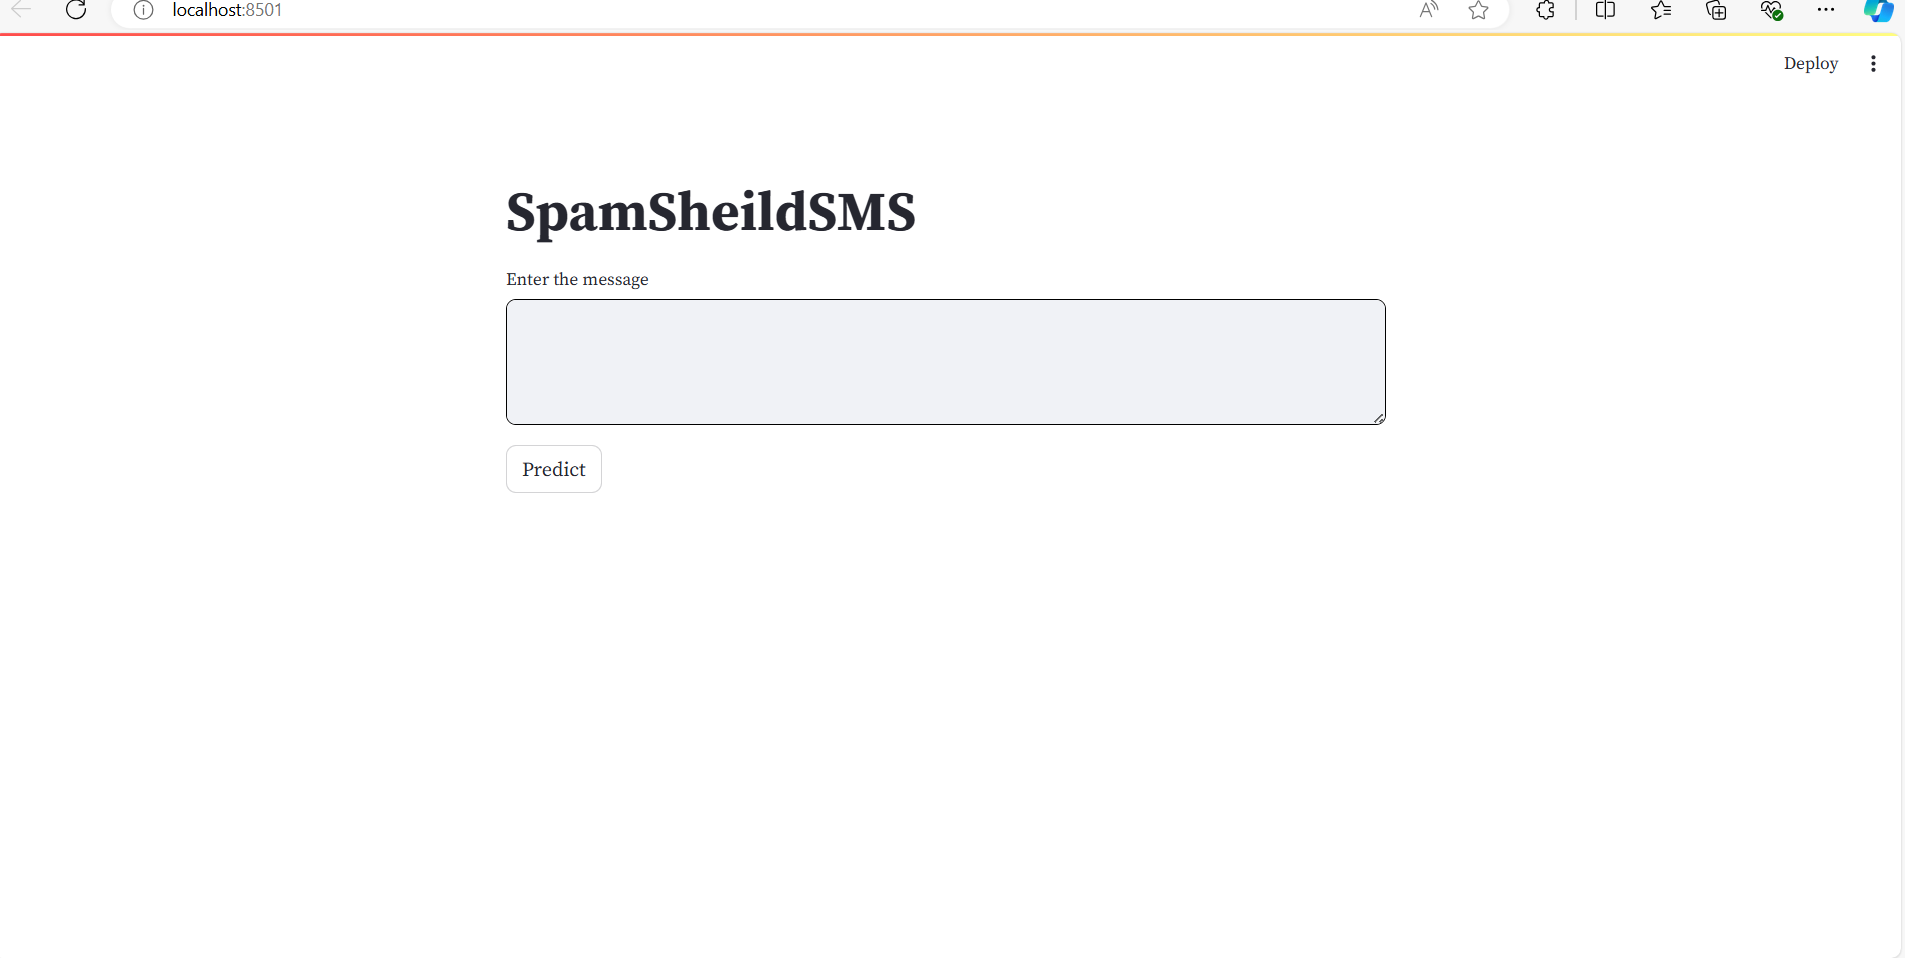 localhost:8501
Deploy
SpamSheildSMS
Enter the message
Predict